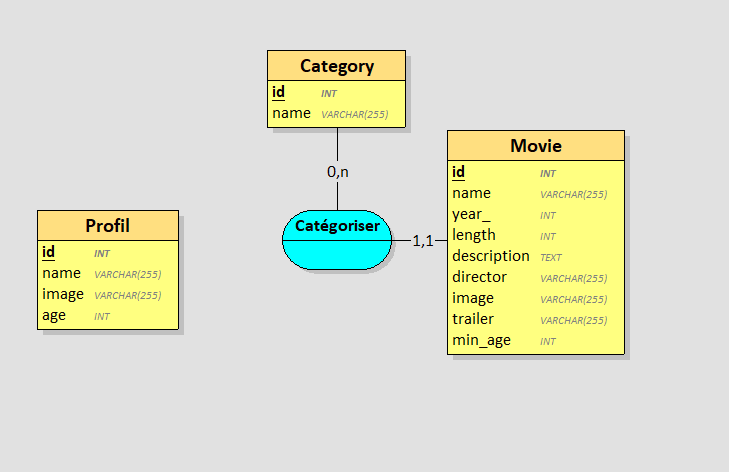 Category
id INT
name VARCHAR(255)
0,n
Catégoriser
1,1
Movie
id INT
name VARCHAR(255)
year_ INT
length INT
description TEXT
director VARCHAR(255)
image VARCHAR(255)
trailer VARCHAR(255)
min_age INT
Profil
id INT
name VARCHAR(255)
image VARCHAR(255)
age INT